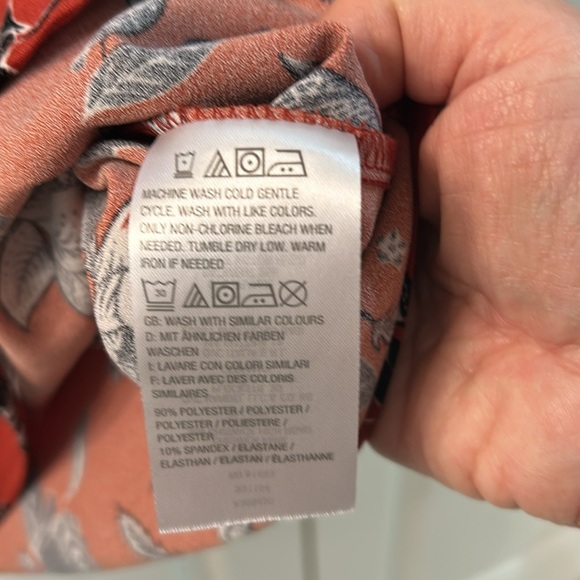 MACHINE WASH COLD GENTLE
CYCLE. WASH WITH LIKE COLORS.
ONLY NON-CHLORINE BLEACH WHEN
NEEDED. TUMBLE DRY LOW. WARM
IRON IF NEEDED
30
GB: WASH WITH SIMILAR COLOURS
D: MIT ÄHNLICHEN FARBEN
WASCHEN
I: LAVARE CON COLORI SIMILARI
F: LAVER AVEC DES COLORIS
SIMILAIRES
90% POLYESTER / POLYESTER /
POLYESTER / POLIESTERE /
POLYESTER
10% SPANDEX / ELASTANE /
ELASTHAN / ELASTAN / ÉLASTHANNE